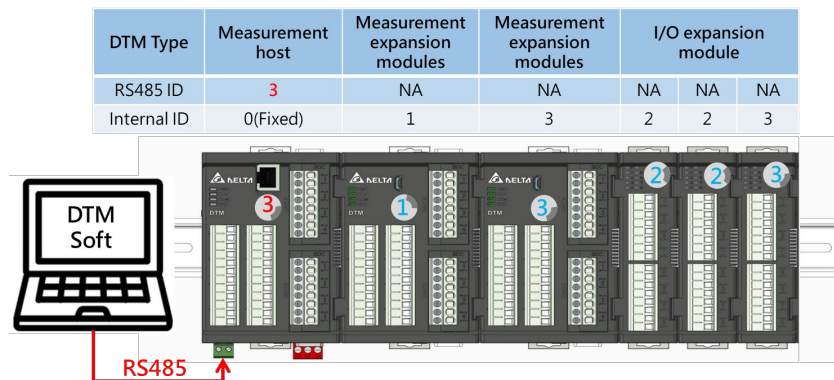 DTM Type Measurement host Measurement expansion modules Measurement expansion modules I/O expansion module
RS485 ID 3 NA NA NA NA NA
Internal ID 0(Fixed) 1 3 2 2 3
DELTA DELTA DELTA
3 1 3 2 2 3
DTM DTM DTM
DTM
Soft
RS485